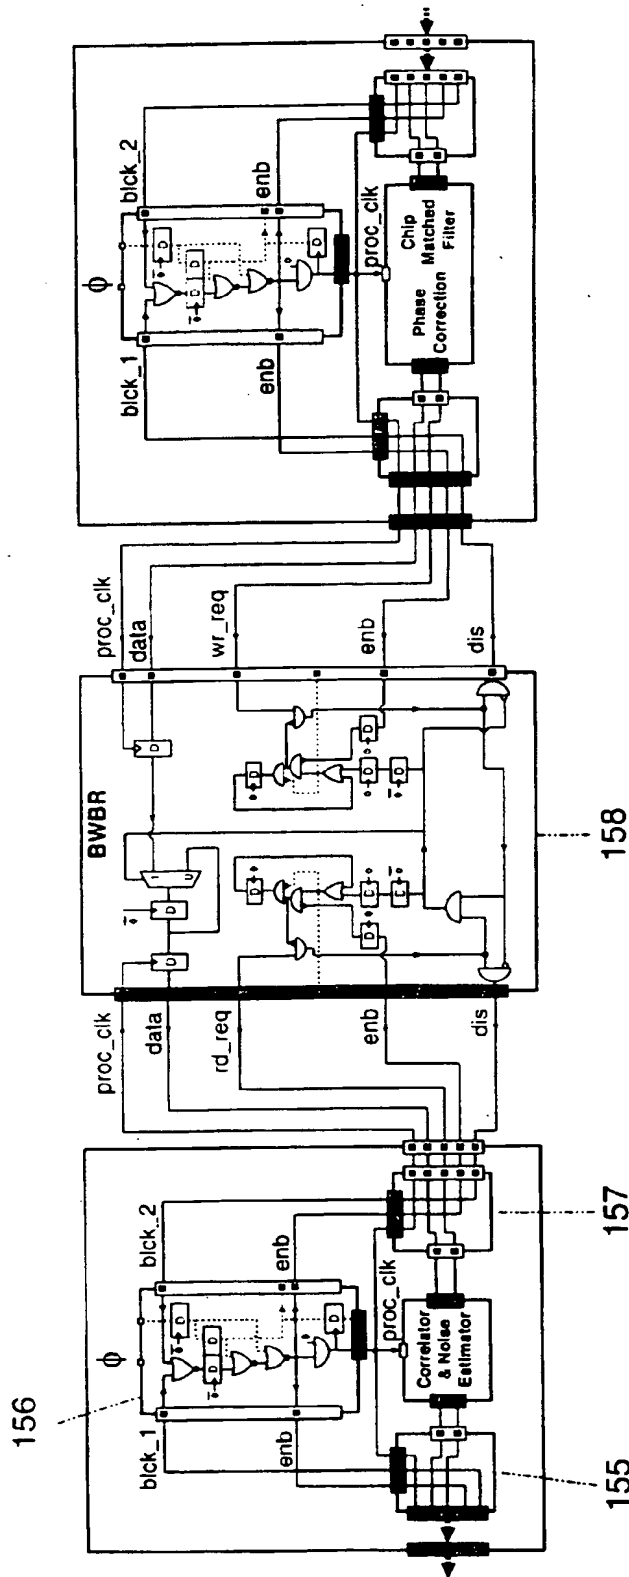 156
ϕ
blck_1
blck_2
enb
enb
D
D
D
D
proc_clk
Correlator
& Noise
Estimator
155
157
proc_clk
data
rd_req
enb
dis
BWBR
D
D
1
D
D
D
D
D
D
D
158
proc_clk
data
wr_req
enb
dis
ϕ
blck_1
blck_2
enb
enb
D
D
D
proc_clk
Phase
Correction
Chip
Matched
Filter